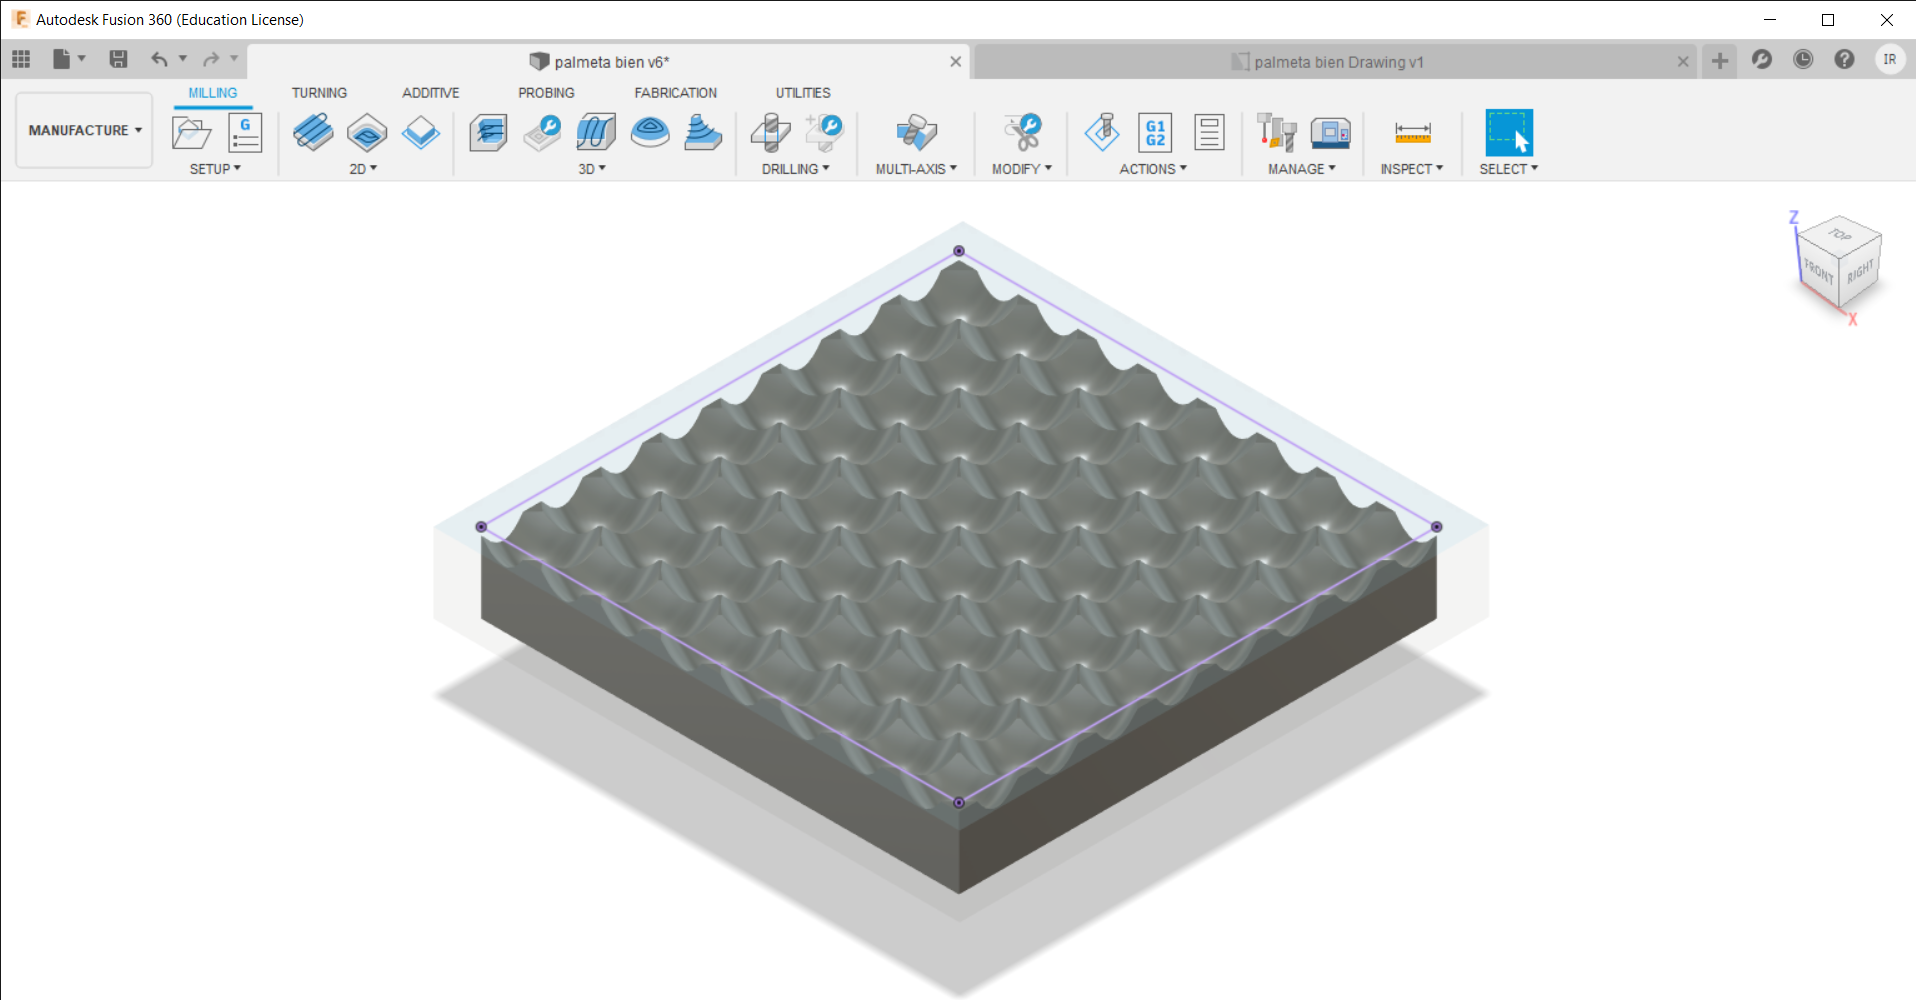 Autodesk Fusion 360 (Education License)
palmeta bien v6*
palmeta bien Drawing v1
IR
MILLING TURNING ADDITIVE PROBING FABRICATION UTILITIES
MANUFACTURE
G
G1
G2
SETUP 2D 3D DRILLING MULTI-AXIS MODIFY ACTIONS MANAGE INSPECT SELECT
Z
TOP
FRONT RIGHT
X